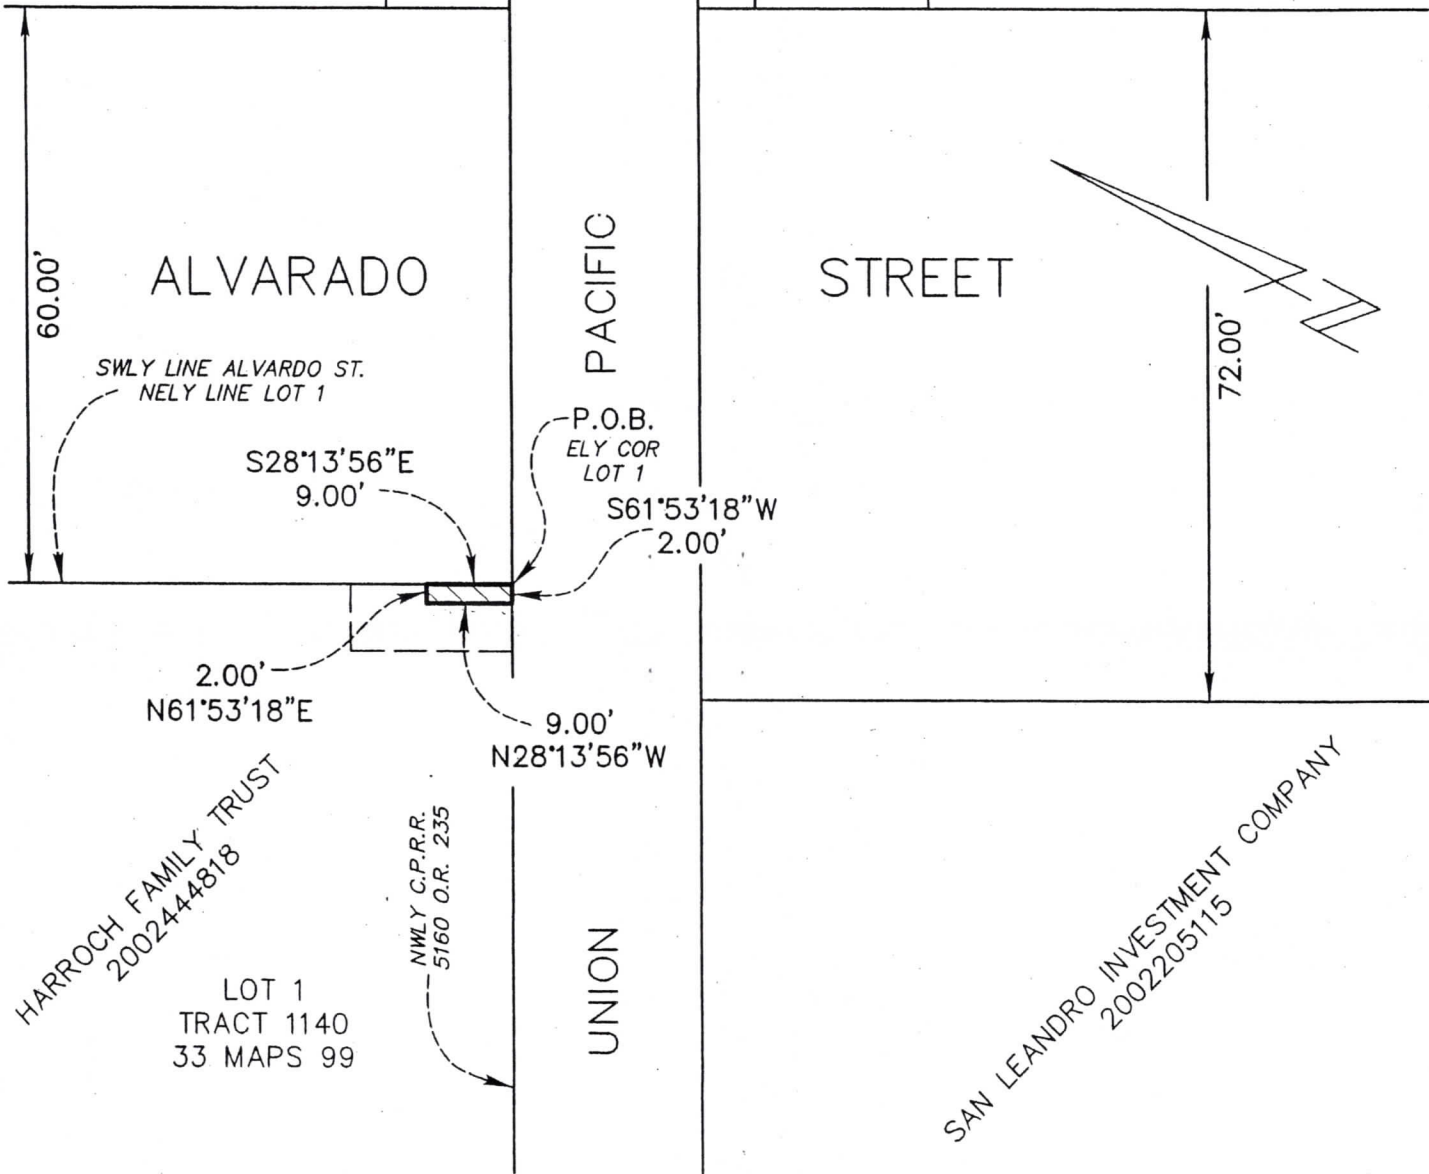 60.00'
ALVARADO
PACIFIC
STREET
72.00'
SWLY LINE ALVARDO ST.
NELY LINE LOT 1
P.O.B.
ELY COR
LOT 1
S28°13'56"E
9.00'
S61°53'18"W
2.00'
2.00'
N61°53'18"E
9.00'
N28°13'56"W
HARROCH FAMILY TRUST
2002444818
NWLY C.P.R.R.
5160 O.R. 235
UNION
LOT 1
TRACT 1140
33 MAPS 99
SAN LEANDRO INVESTMENT COMPANY
2002205115
N